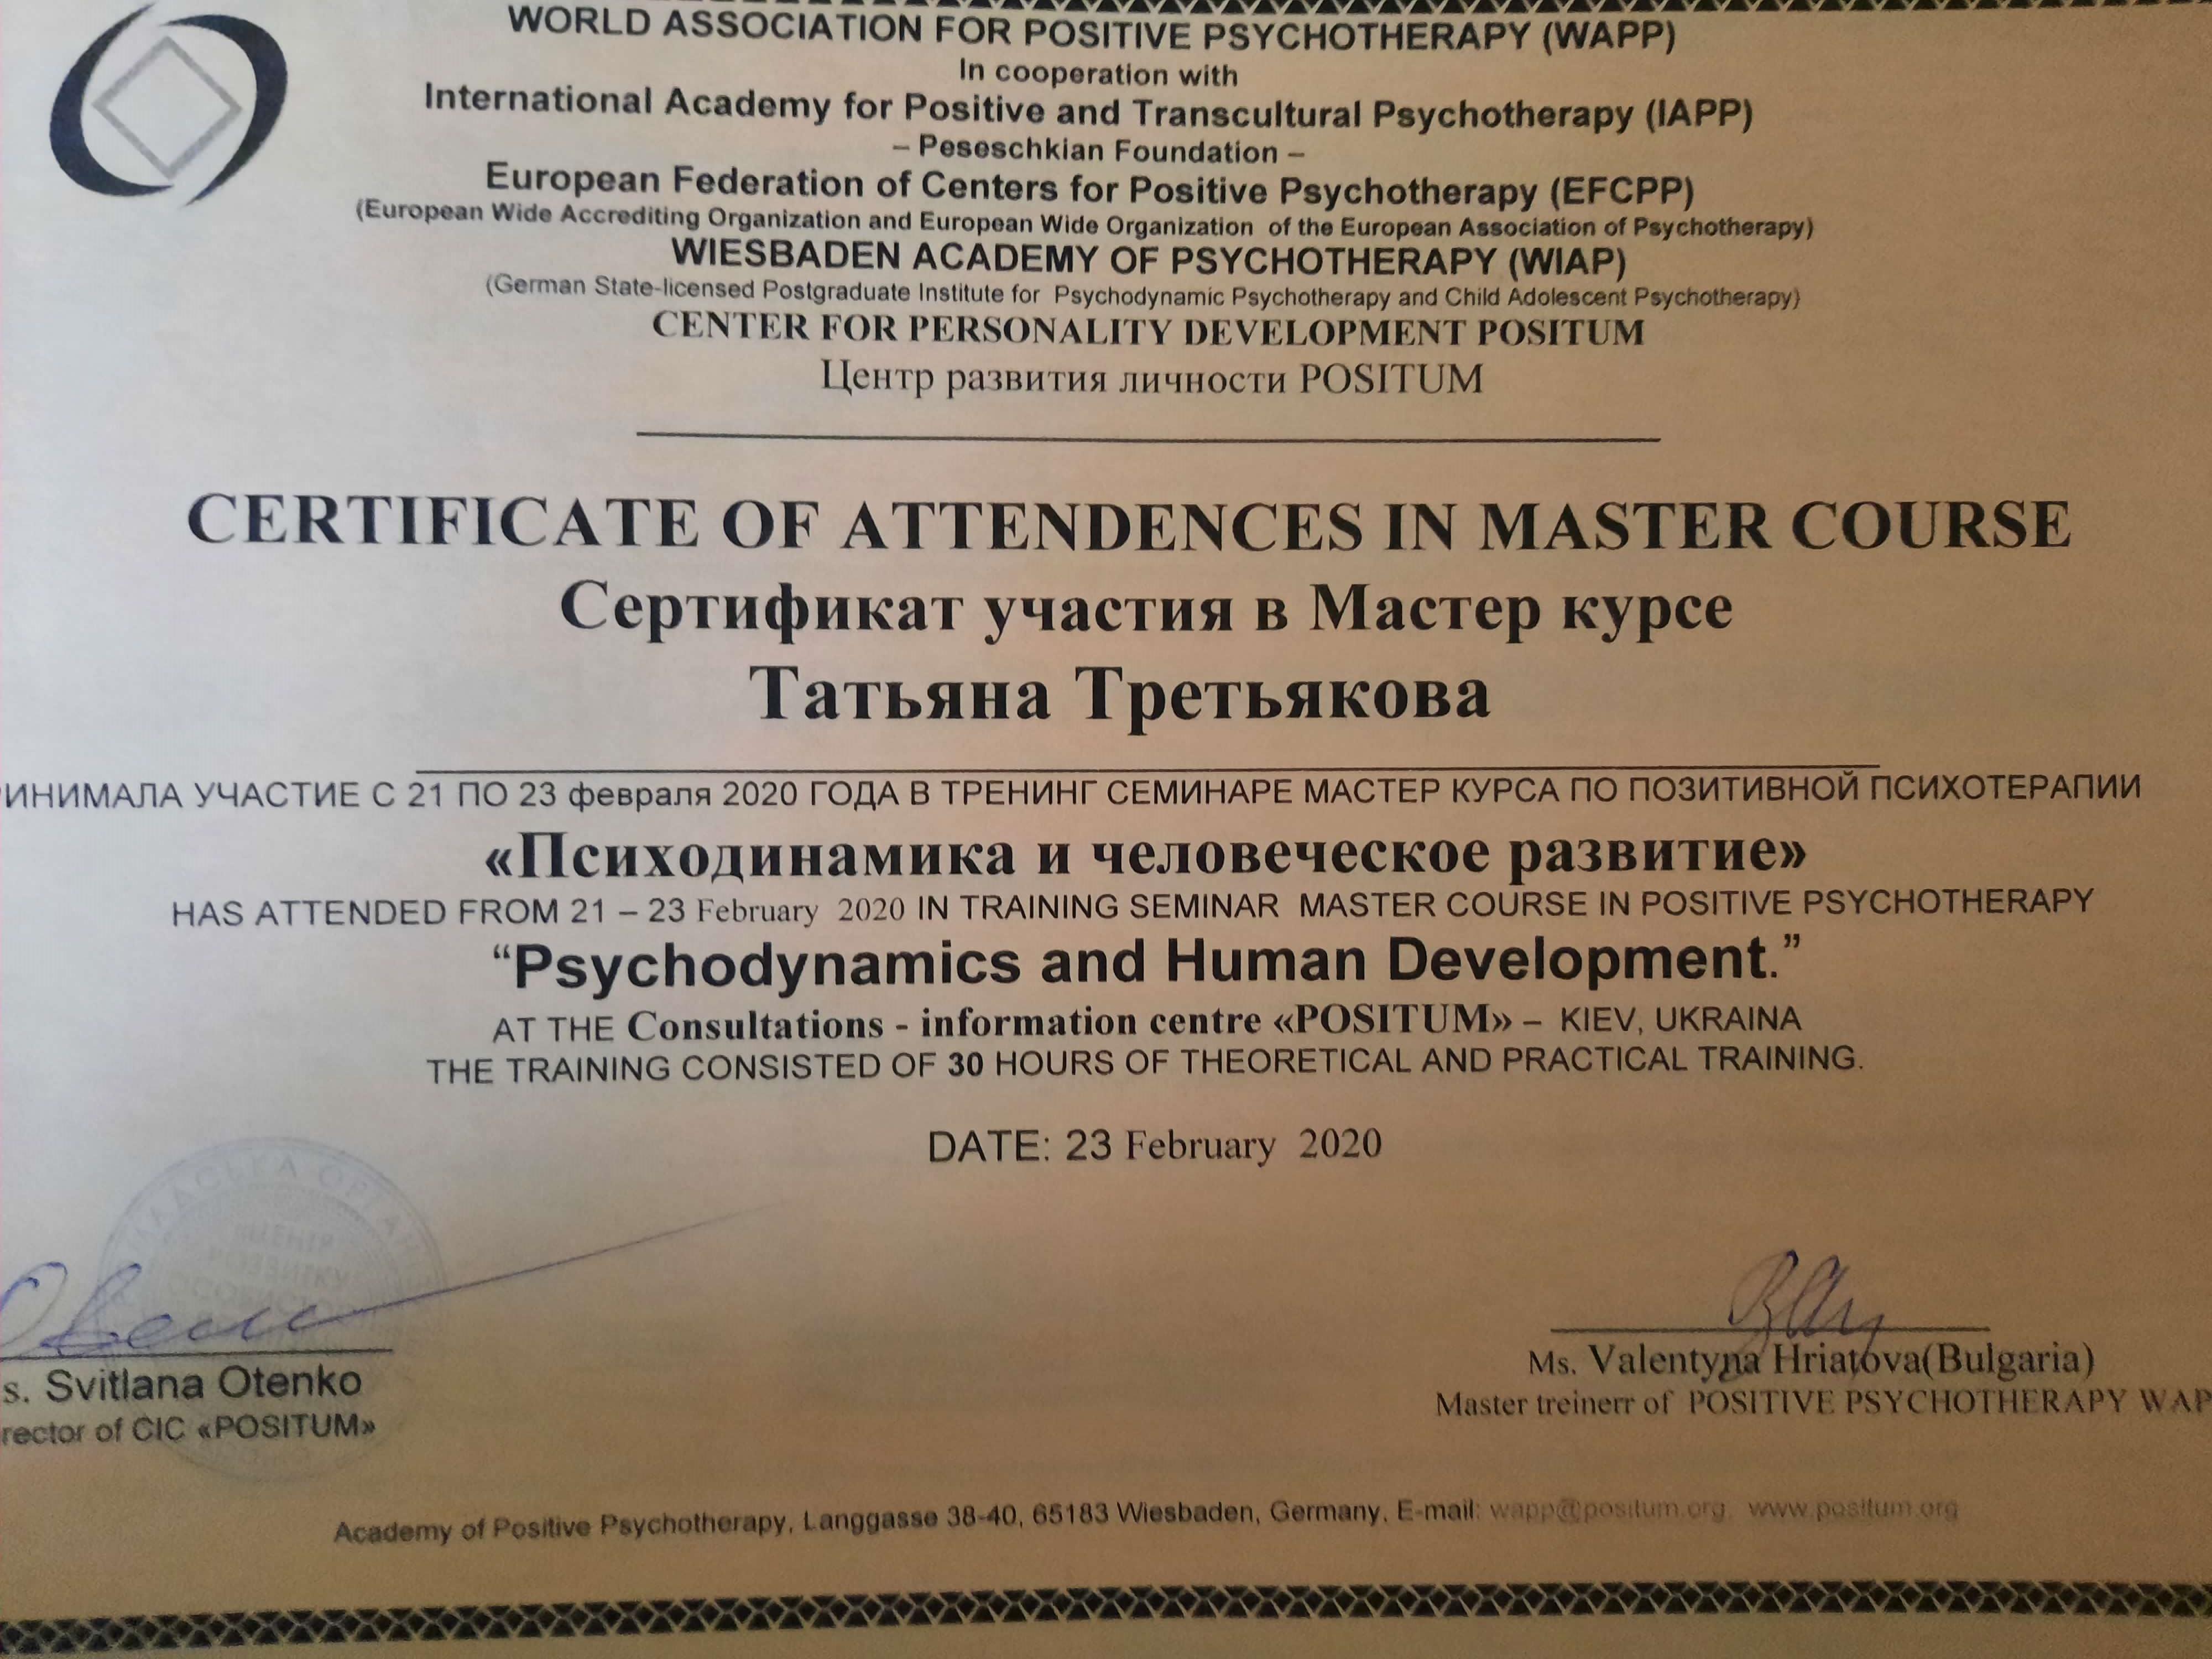 WORLD ASSOCIATION FOR POSITIVE PSYCHOTHERAPY (WAPP)
In cooperation with
International Academy for Positive and Transcultural Psychotherapy (IAPP)
– Peseschkian Foundation –
European Federation of Centers for Positive Psychotherapy (EFCPP)
(European Wide Accrediting Organization and European Wide Organization of the European Association of Psychotherapy)
WIESBADEN ACADEMY OF PSYCHOTHERAPY (WIAP)
(German State-licensed Postgraduate Institute for Psychodynamic Psychotherapy and Child Adolescent Psychotherapy)
CENTER FOR PERSONALITY DEVELOPMENT POSITUM
Центр развития личности POSITUM
CERTIFICATE OF ATTENDENCES IN MASTER COURSE
Сертификат участия в Мастер курсе
Татьяна Третьякова
ИНИМАЛА УЧАСТИЕ С 21 ПО 23 февраля 2020 ГОДА В ТРЕНИНГ СЕМИНАРЕ МАСТЕР КУРСА ПО ПОЗИТИВНОЙ ПСИХОТЕРАПИИ
«Психодинамика и человеческое развитие»
HAS ATTENDED FROM 21 – 23 February 2020 IN TRAINING SEMINAR MASTER COURSE IN POSITIVE PSYCHOTHERAPY
“Psychodynamics and Human Development.”
AT THE Consultations - information centre «POSITUM» – KIEV, UKRAINA
THE TRAINING CONSISTED OF 30 HOURS OF THEORETICAL AND PRACTICAL TRAINING.
DATE: 23 February 2020
s. Svitlana Otenko
rector of CIC «POSITUM»
Ms. Valentyna Hriatova(Bulgaria)
Master treinerr of POSITIVE PSYCHOTHERAPY WAP
Academy of Positive Psychotherapy, Langgasse 38-40, 65183 Wiesbaden, Germany, E-mail: wapp@positum.org, www.positum.org